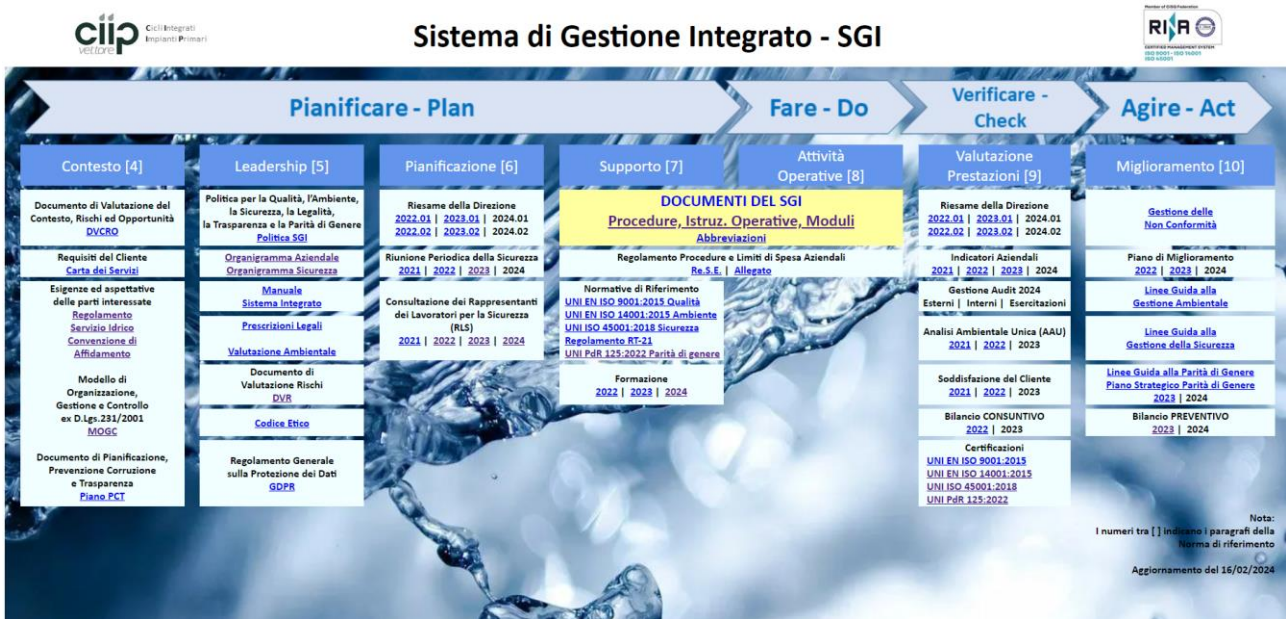 ciip
vettore
Cicli Integrati
Impianti Primari
Sistema di Gestione Integrato - SGI
Member of CISQ Federation
RINA
CERTIFIED MANAGEMENT SYSTEM
ISO 9001 - ISO 14001
ISO 45001
Pianificare - Plan
Fare - Do
Verificare -
Check
Agire - Act
Contesto [4]
Documento di Valutazione del
Contesto, Rischi ed Opportunità
DVCRO
Requisiti del Cliente
Carta dei Servizi
Esigenze ed aspettative
delle parti interessate
Regolamento
Servizio Idrico
Convenzione di
Affidamento
Modello di
Organizzazione,
Gestione e Controllo
ex D.Lgs.231/2001
MOGC
Documento di Pianificazione,
Prevenzione Corruzione
e Trasparenza
Piano PCT
Leadership [5]
Politica per la Qualità, l'Ambiente,
la Sicurezza, la Legalità,
la Trasparenza e la Parità di Genere
Politica SGI
Organigramma Aziendale
Organigramma Sicurezza
Manuale
Sistema Integrato
Prescrizioni Legali
Valutazione Ambientale
Documento di
Valutazione Rischi
DVR
Codice Etico
Regolamento Generale
sulla Protezione dei Dati
GDPR
Pianificazione [6]
Riesame della Direzione
2022.01 | 2023.01 | 2024.01
2022.02 | 2023.02 | 2024.02
Riunione Periodica della Sicurezza
2021 | 2022 | 2023 | 2024
Consultazione dei Rappresentanti
dei Lavoratori per la Sicurezza
(RLS)
2021 | 2022 | 2023 | 2024
Supporto [7]
Attività
Operative [8]
DOCUMENTI DEL SGI
Procedure, Istruz. Operative, Moduli
Abbreviazioni
Regolamento Procedure e Limiti di Spesa Aziendali
Re.S.E. | Allegato
Normative di Riferimento
UNI EN ISO 9001:2015 Qualità
UNI EN ISO 14001:2015 Ambiente
UNI ISO 45001:2018 Sicurezza
Regolamento RT-21
UNI PdR 125:2022 Parità di genere
Formazione
2022 | 2023 | 2024
Valutazione
Prestazioni [9]
Riesame della Direzione
2022.01 | 2023.01 | 2024.01
2022.02 | 2023.02 | 2024.02
Indicatori Aziendali
2021 | 2022 | 2023 | 2024
Gestione Audit 2024
Esterni | Interni | Esercitazioni
Analisi Ambientale Unica (AAU)
2021 | 2022 | 2023
Soddisfazione del Cliente
2021 | 2022 | 2023
Bilancio CONSUNTIVO
2022 | 2023
Certificazioni
UNI EN ISO 9001:2015
UNI EN ISO 14001:2015
UNI ISO 45001:2018
UNI PdR 125:2022
Miglioramento [10]
Gestione delle
Non Conformità
Piano di Miglioramento
2022 | 2023 | 2024
Linee Guida alla
Gestione Ambientale
Linee Guida alla
Gestione della Sicurezza
Linee Guida alla Parità di Genere
Piano Strategico Parità di Genere
2023 | 2024
Bilancio PREVENTIVO
2023 | 2024
Nota:
I numeri tra [ ] indicano i paragrafi della
Norma di riferimento
Aggiornamento del 16/02/2024